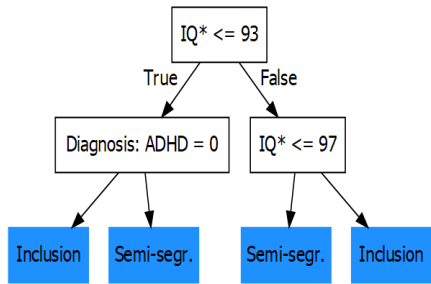 IQ* <= 93
True
False
Diagnosis: ADHD = 0
IQ* <= 97
Inclusion
Semi-segr.
Semi-segr.
Inclusion